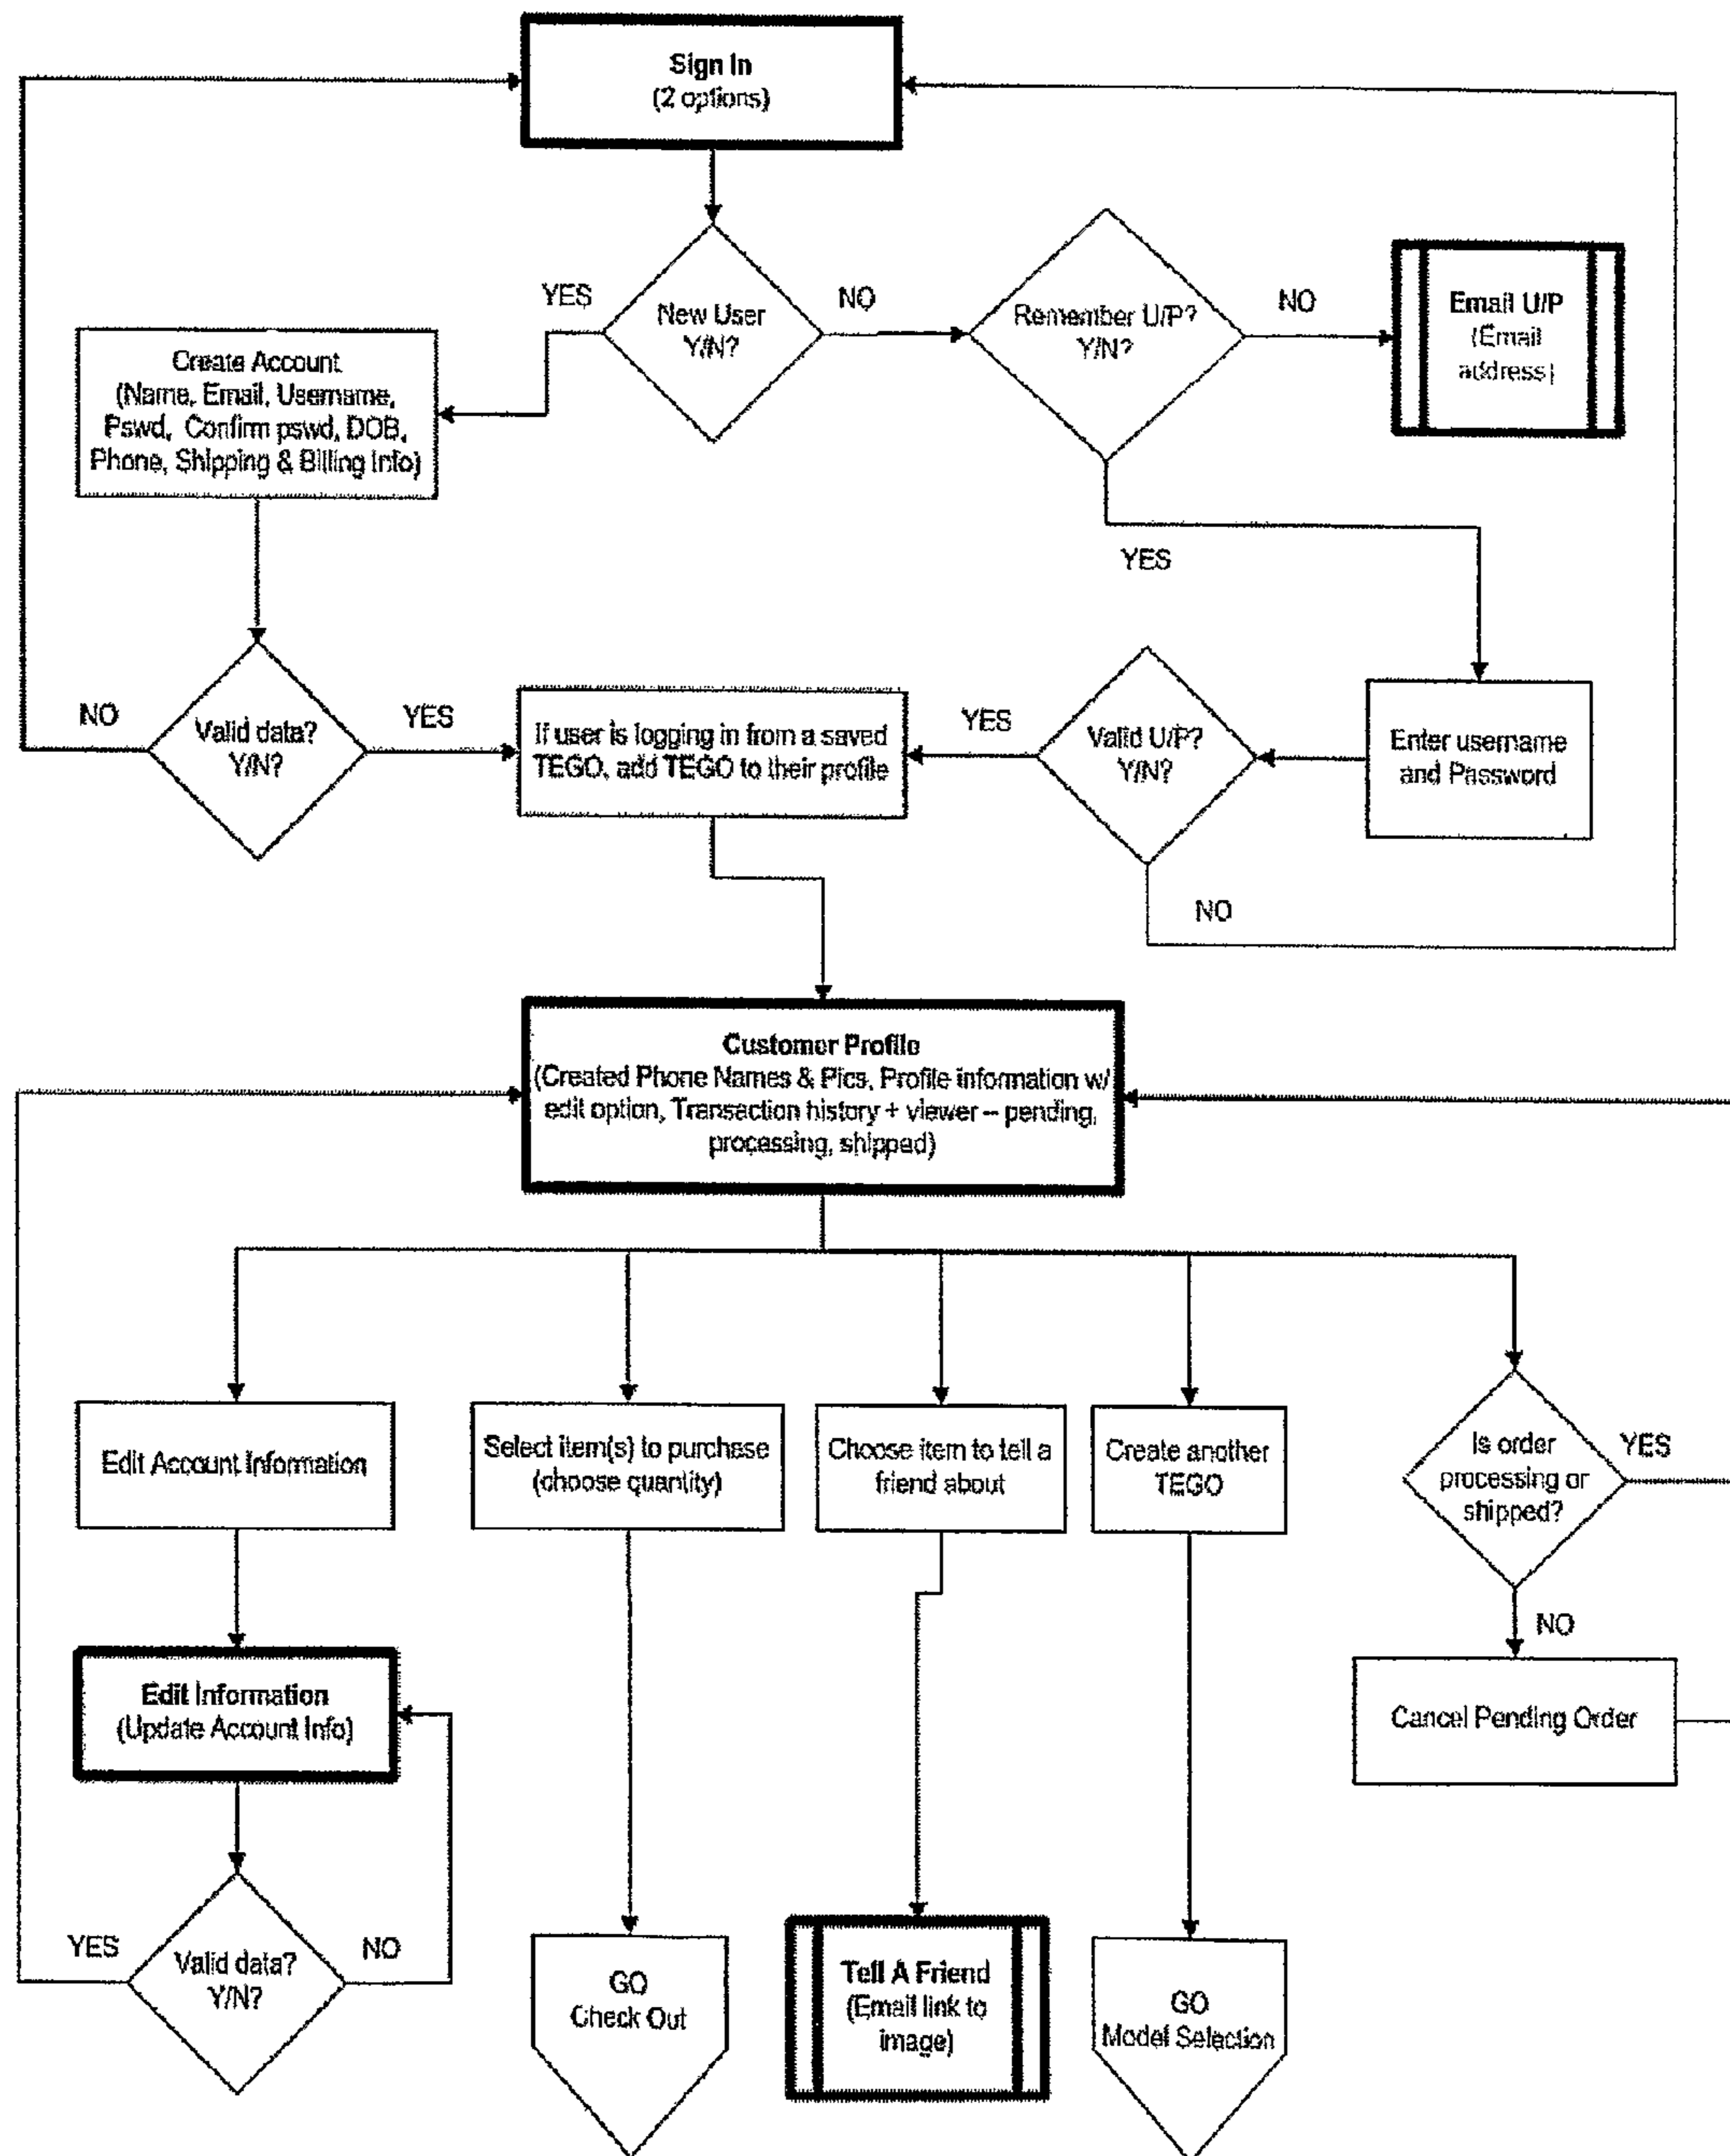 Sign In
(2 options)
YES
New User
Y/N?
NO
Remember U/P?
Y/N?
NO
Email U/P
(Email
address)
Create Account
(Name, Email, Username,
Pswd, Confirm pswd, DOB,
Phone, Shipping & Billing Info)
YES
NO
Valid data?
Y/N?
YES
If user is logging in from a saved
TEGO, add TEGO to their profile
YES
Valid U/P?
Y/N?
Enter username
and Password
NO
Customer Profile
(Created Phone Names & Pics, Profile information w/
edit option, Transaction history + viewer – pending,
processing, shipped)
Edit Account Information
Select item(s) to purchase
(choose quantity)
Choose item to tell a
friend about
Create another
TEGO
Is order
processing or
shipped?
YES
NO
Edit Information
(Update Account Info)
Cancel Pending Order
YES
Valid data?
Y/N?
NO
GO
Check Out
Tell A Friend
(Email link to
image)
GO
Model Selection